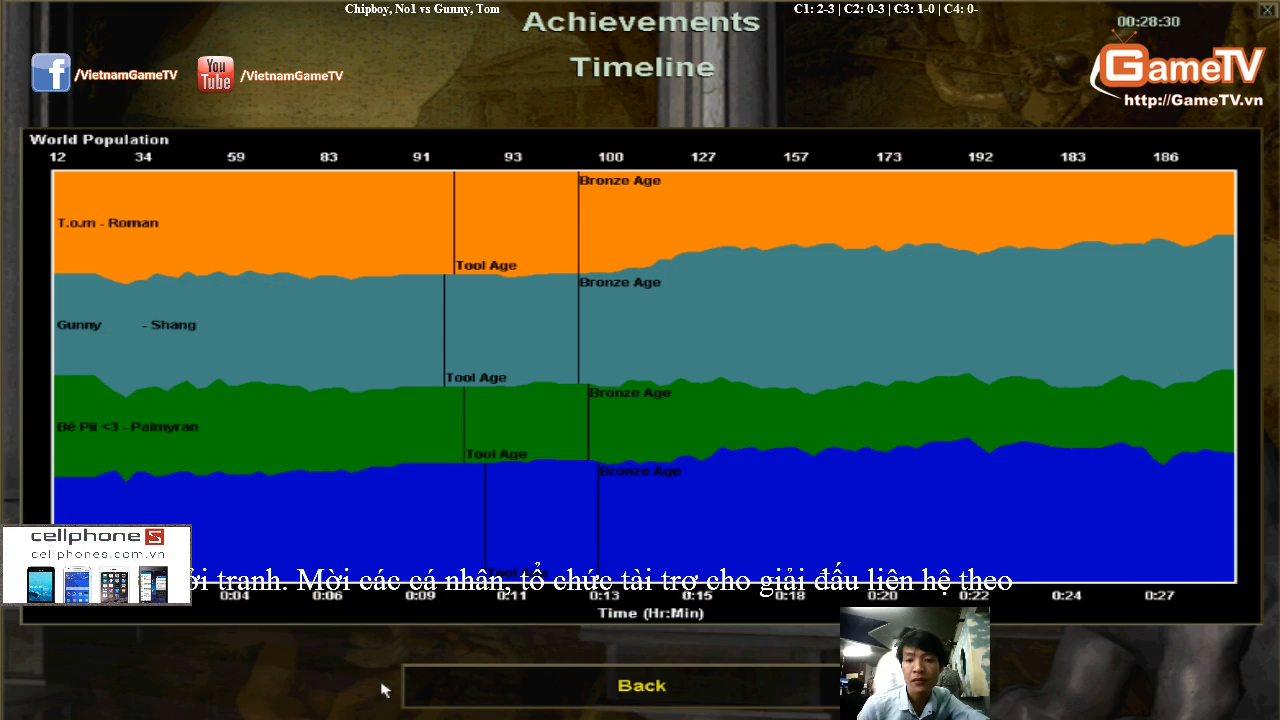 Chipboy, No1 vs Gunny, Tom
C1: 2-3 | C2: 0-3 | C3: 1-0 | C4: 0-
Achievements
00:28:30
Timeline
/VietnamGameTV
You Tube
/VietnamGameTV
GameTV
http://GameTV.vn
World Population
12 34 59 83 91 93 100 127 157 173 192 183 186
Bronze Age
T.o.m - Roman
Tool Age
Bronze Age
Gunny - Shang
Tool Age
Bronze Age
Bé Pii <3 - Palmyran
Tool Age
Bronze Age
Tool Age
cellphone S
cellphones.com.vn
tranh. Mời các cá nhân, tổ chức tài trợ cho giải đấu liên hệ theo
0:04 0:06 0:09 0:11 0:13 0:15 0:18 0:20 0:22 0:24 0:27
Time (Hr:Min)
Back